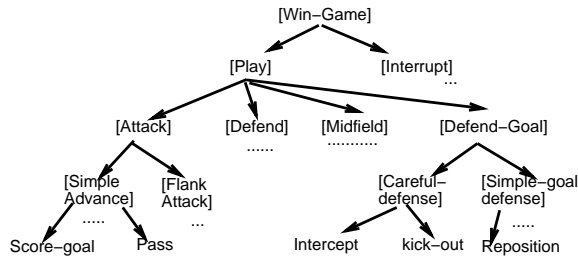 [Win−Game]
[Play]
[Interrupt]
...
[Attack]
[Defend]
[Midfield]
[Defend−Goal]
......
...........
[Simple
Advance]
[Flank
Attack]
[Careful−
defense]
[Simple−goal
defense]
.....
...
.....
Score−goal
Pass
Intercept
kick−out
Reposition